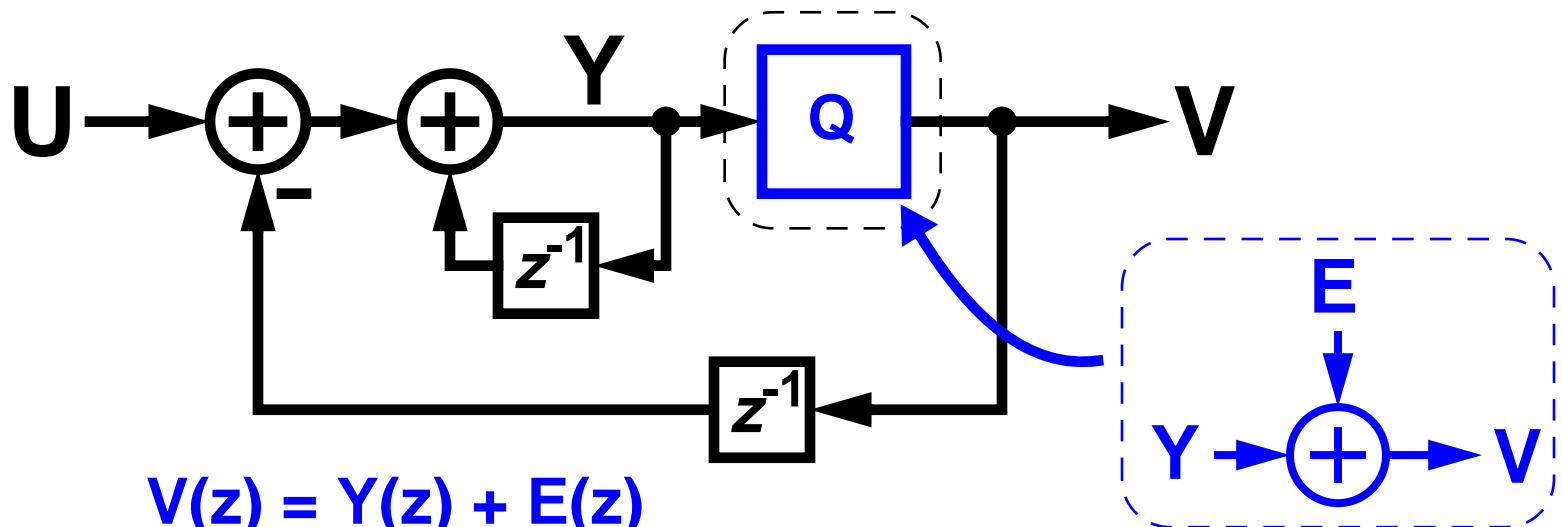 U
+
+
Y
Q
V
-
z⁻¹
z⁻¹
E
Y
+
V
V(z) = Y(z) + E(z)